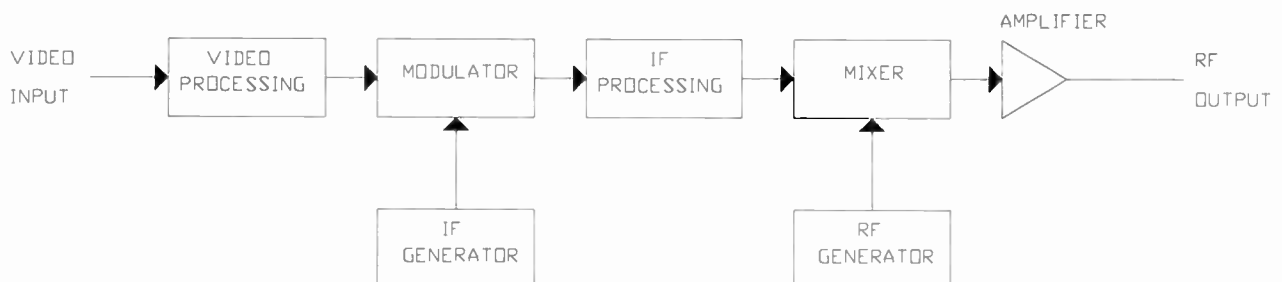 AMPLIFIER
VIDEO
INPUT
VIDEO
PROCESSING
MODULATOR
IF
PROCESSING
MIXER
RF
OUTPUT
IF
GENERATOR
RF
GENERATOR